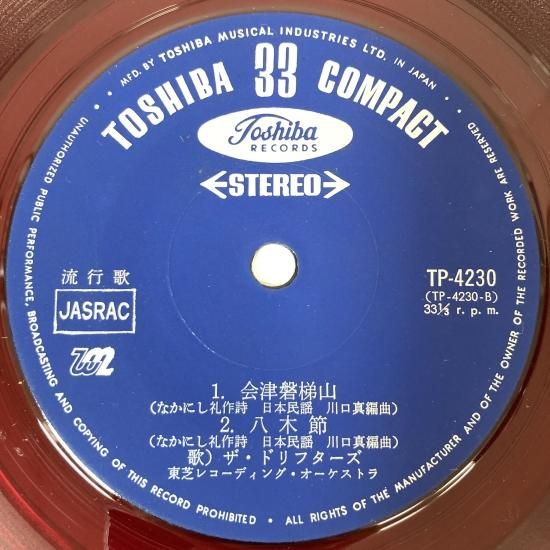 MFD. BY TOSHIBA MUSICAL INDUSTRIES LTD. IN JAPAN
TOSHIBA 33 COMPACT
Toshiba
RECORDS
STEREO
流行歌
JASRAC
TP-4230
(TP-4230-B)
33⅓ r. p. m.
1. 会津磐梯山
(なかにし礼作詩 日本民謡 川口真編曲)
2. 八木節
(なかにし礼作詩 日本民謡 川口真編曲)
歌) ザ・ドリフターズ
東芝レコーディング・オーケストラ
UNAUTHORIZED PUBLIC PERFORMANCE, BROADCASTING AND COPYING OF THIS RECORD PROHIBITED • ALL RIGHTS OF THE MANUFACTURER AND OF THE OWNER OF THE RECORDED WORK ARE RESERVED.